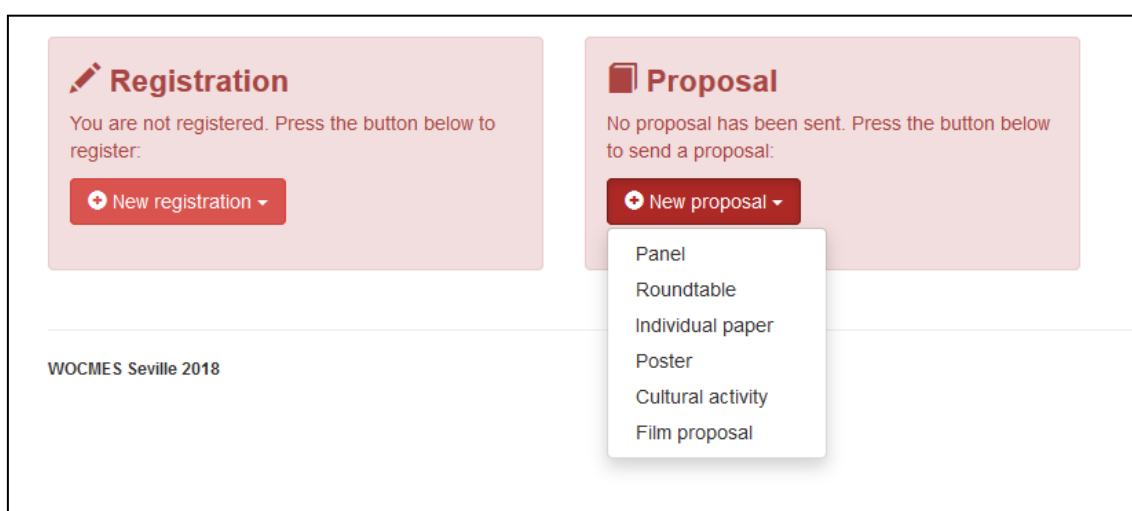 Registration
You are not registered. Press the button below to
register:
New registration
Proposal
No proposal has been sent. Press the button below
to send a proposal:
New proposal
Panel
Roundtable
Individual paper
Poster
Cultural activity
Film proposal
WOCMES Seville 2018